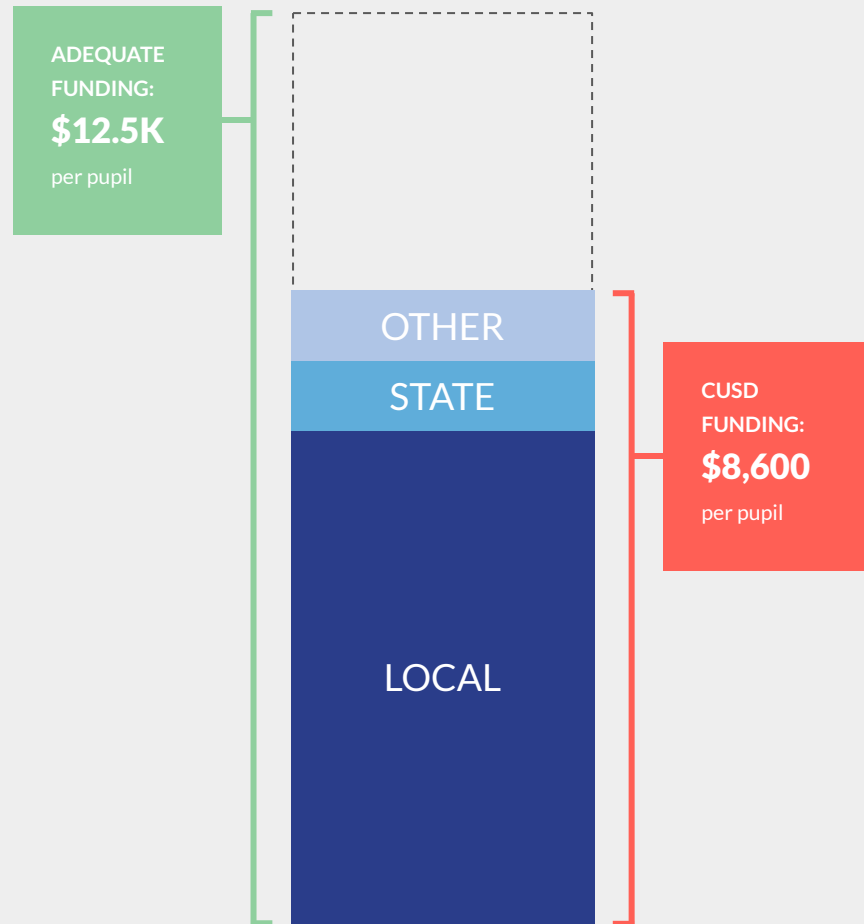 ADEQUATE
FUNDING:
$12.5K
per pupil
OTHER
STATE
CUSD
FUNDING:
$8,600
per pupil
LOCAL